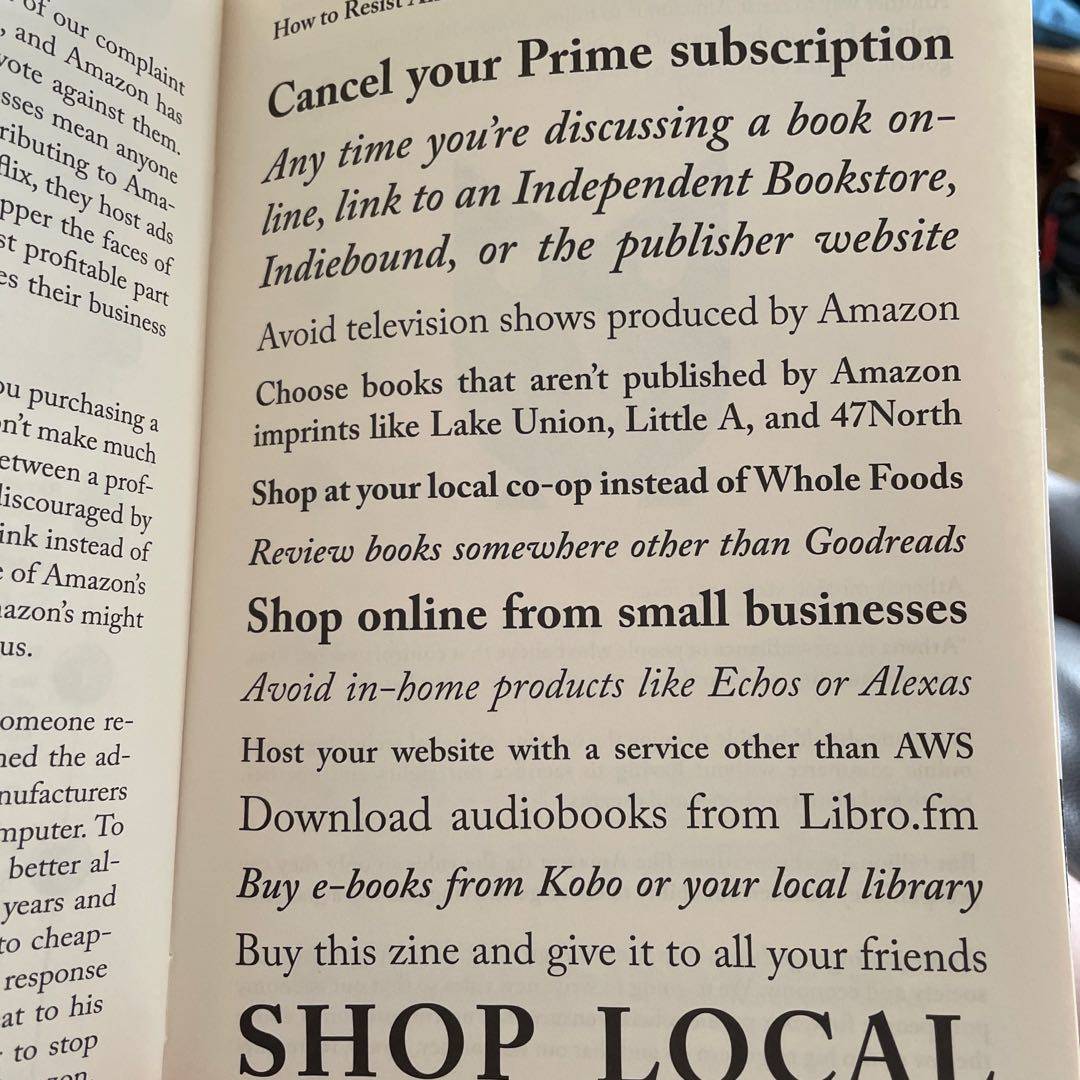 of our complaint
, and Amazon has
vote against them.
sses mean anyone
ributing to Ama-
flix, they host ads
pper the faces of
st profitable part
es their business
ou purchasing a
n't make much
etween a prof-
discouraged by
ink instead of
e of Amazon's
mazon's might
us.
omeone re-
ned the ad-
nufacturers
mputer. To
better al-
years and
to cheap-
response
at to his
to stop
zon.
How to Resist
Cancel your Prime subscription
Any time you're discussing a book on-
line, link to an Independent Bookstore,
Indiebound, or the publisher website
Avoid television shows produced by Amazon
Choose books that aren't published by Amazon
imprints like Lake Union, Little A, and 47North
Shop at your local co-op instead of Whole Foods
Review books somewhere other than Goodreads
Shop online from small businesses
Avoid in-home products like Echos or Alexas
Host your website with a service other than AWS
Download audiobooks from Libro.fm
Buy e-books from Kobo or your local library
Buy this zine and give it to all your friends
SHOP LOCAL